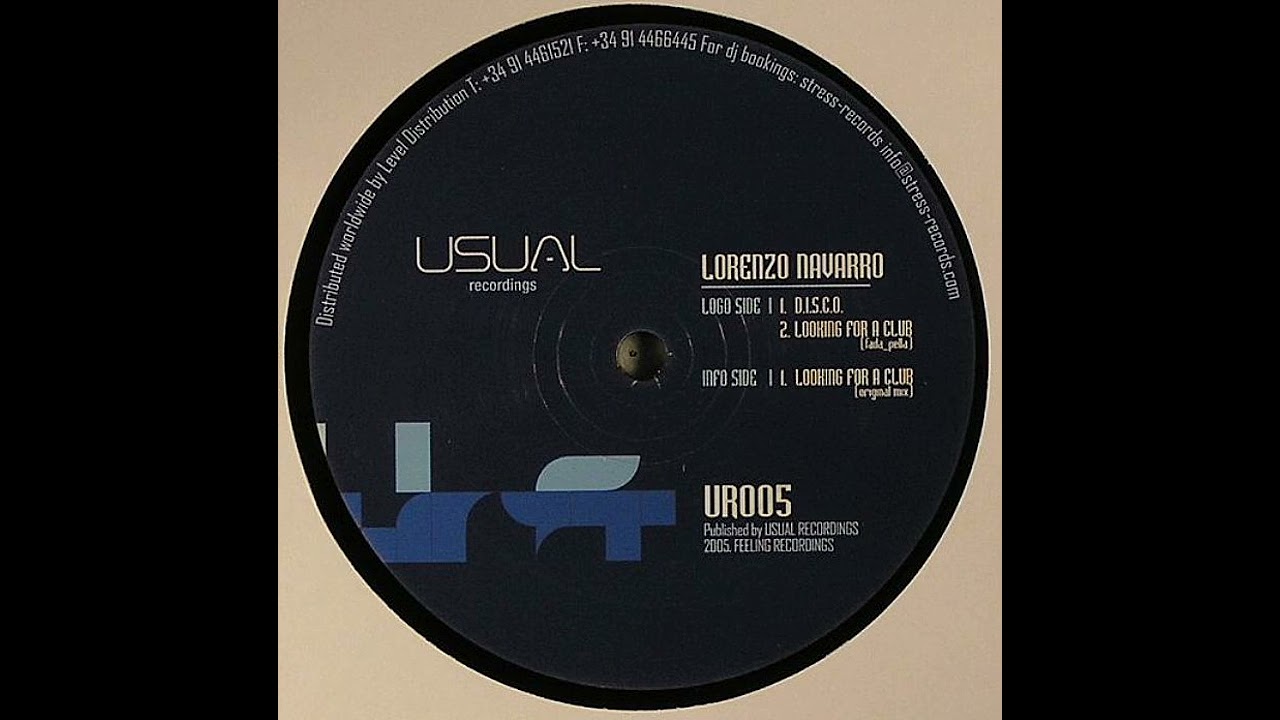 Distributed worldwide by Level Distribution T: +34 91 4461521 F: +34 91 4466445 For dj bookings: stress-records info@stress-records.com
USUAL
recordings
LORENZO NAVARRO
LOGO SIDE | 1. D.I.S.C.O.
2. LOOKING FOR A CLUB
(fada_pella)
INFO SIDE | 1. LOOKING FOR A CLUB
(original mix)
UR005
Published by USUAL RECORDINGS
2005. FEELING RECORDINGS